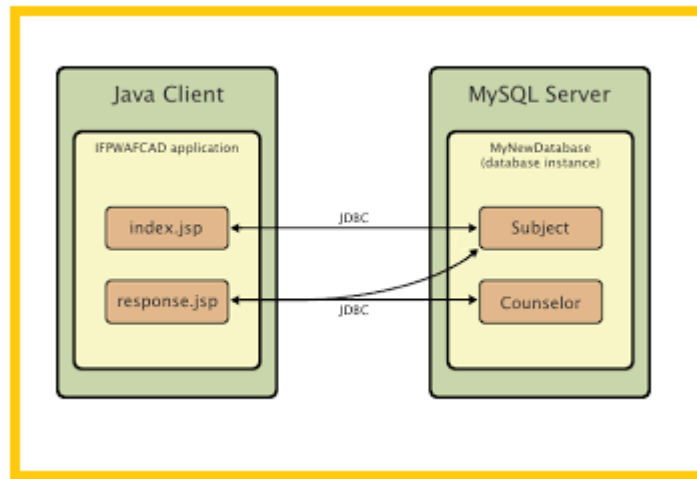 Java Client
IFPWAFCAD application
index.jsp
response.jsp
JDBC
JDBC
MySQL Server
MyNewDatabase
(database instance)
Subject
Counselor